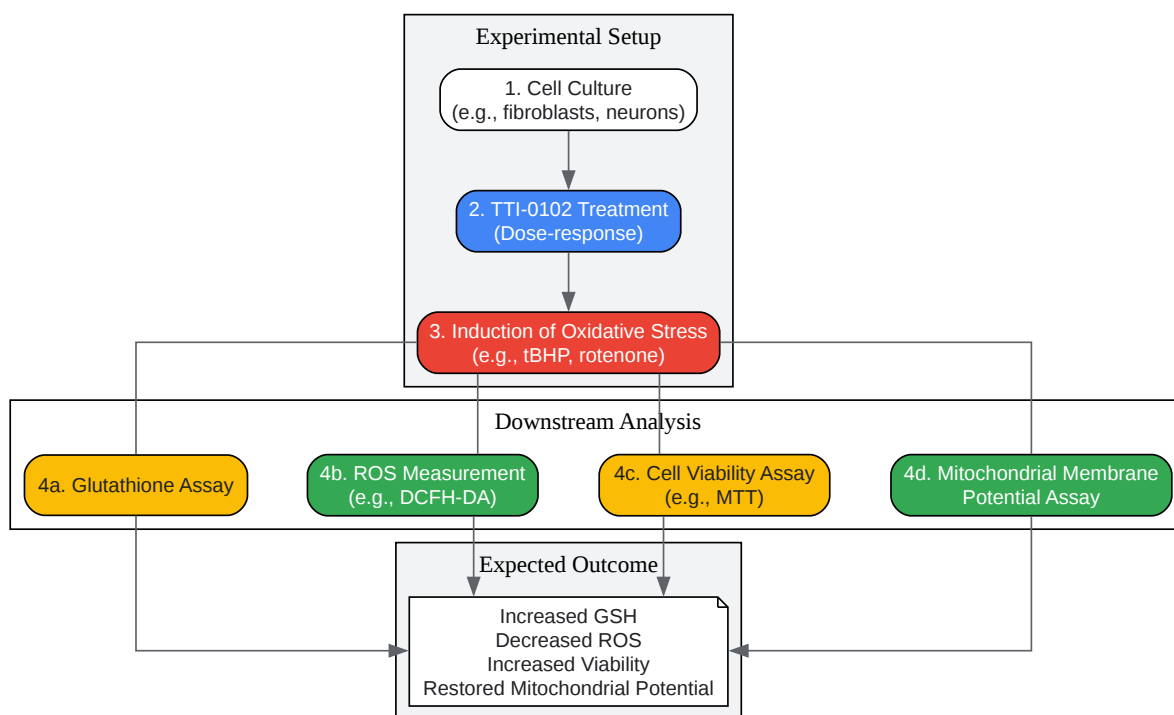 Experimental Setup
1. Cell Culture
(e.g., fibroblasts, neurons)
2. TTI-0102 Treatment
(Dose-response)
3. Induction of Oxidative Stress
(e.g., tBHP, rotenone)
Downstream Analysis
4a. Glutathione Assay
4b. ROS Measurement
(e.g., DCFH-DA)
4c. Cell Viability Assay
(e.g., MTT)
4d. Mitochondrial Membrane
Potential Assay
Expected Outcome
Increased GSH
Decreased ROS
Increased Viability
Restored Mitochondrial Potential